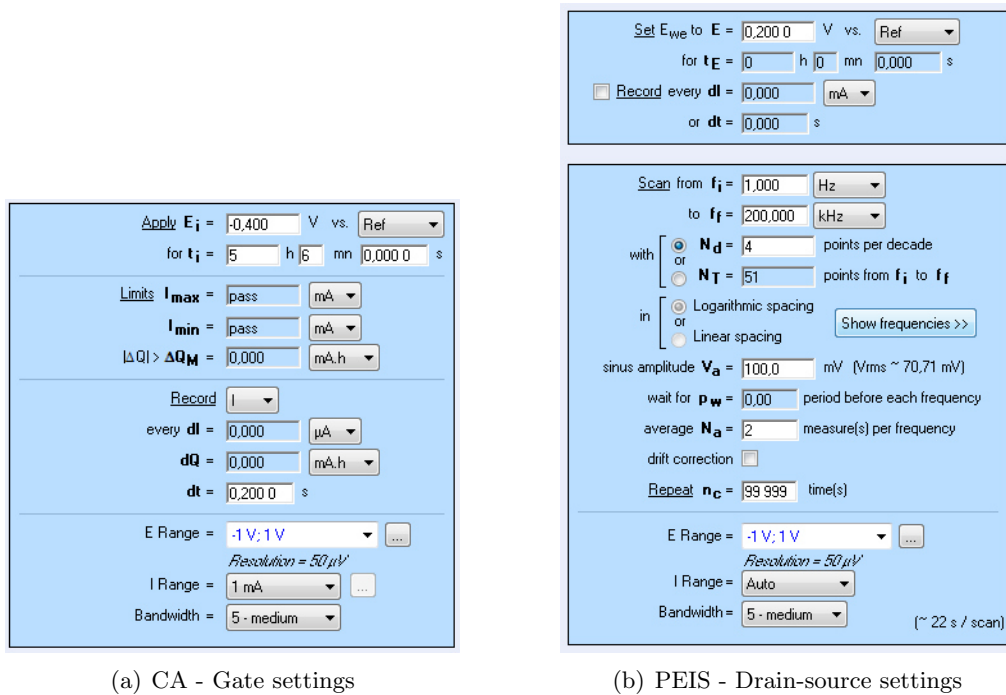 Apply Ei = -0,400 V vs. Ref
for ti = 5 h 6 mn 0,000 0 s
Limits Imax = pass mA
Imin = pass mA
|ΔQ| > ΔQM = 0,000 mA.h
Record I
every dI = 0,000 µA
dQ = 0,000 mA.h
dt = 0,200 0 s
E Range = -1 V; 1 V ...
Resolution = 50 µV
I Range = 1 mA ...
Bandwidth = 5 - medium
(a) CA - Gate settings
Set EWE to E = 0,200 0 V vs. Ref
for tE = 0 h 0 mn 0,000 s
Record every dI = 0,000 mA
or dt = 0,000 s
Scan from fi = 1,000 Hz
to ff = 200,000 kHz
with Nd = 4 points per decade
or
NT = 51 points from fi to ff
in Logarithmic spacing
or
Linear spacing
Show frequencies >>
sinus amplitude Va = 100,0 mV (Vrms ~ 70,71 mV)
wait for pw = 0,00 period before each frequency
average Na = 2 measure(s) per frequency
drift correction
Repeat nc = 99 999 time(s)
E Range = -1 V; 1 V ...
Resolution = 50 µV
I Range = Auto
Bandwidth = 5 - medium
(~ 22 s / scan)
(b) PEIS - Drain-source settings